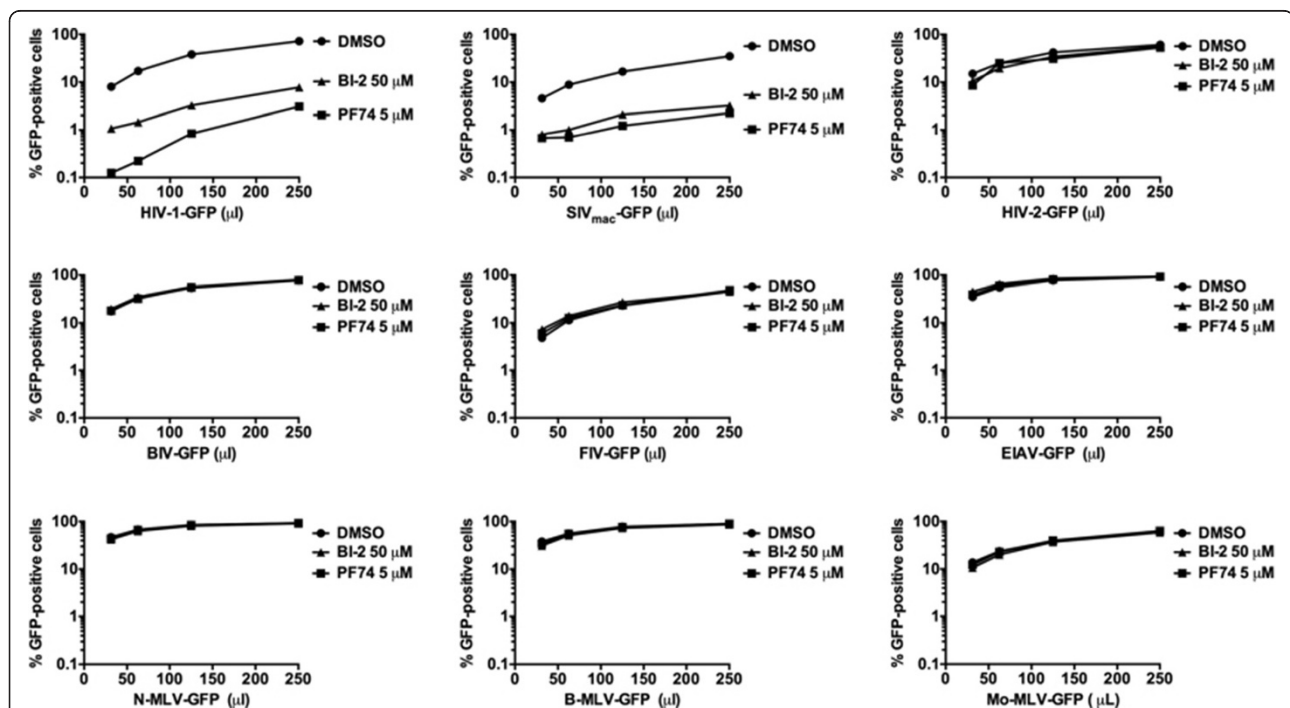 % GFP-positive cells
100
10
1
0.1
0 50 100 150 200 250
HIV-1-GFP (μl)
DMSO
BI-2 50 μM
PF74 5 μM
% GFP-positive cells
100
10
1
0.1
0 50 100 150 200 250
SIVmac-GFP (μl)
DMSO
BI-2 50 μM
PF74 5 μM
% GFP-positive cells
100
10
1
0.1
0 50 100 150 200 250
HIV-2-GFP (μl)
DMSO
BI-2 50 μM
PF74 5 μM
% GFP-positive cells
100
10
1
0.1
0 50 100 150 200 250
BIV-GFP (μl)
DMSO
BI-2 50 μM
PF74 5 μM
% GFP-positive cells
100
10
1
0.1
0 50 100 150 200 250
FIV-GFP (μl)
DMSO
BI-2 50 μM
PF74 5 μM
% GFP-positive cells
100
10
1
0.1
0 50 100 150 200 250
EIAV-GFP (μl)
DMSO
BI-2 50 μM
PF74 5 μM
% GFP-positive cells
100
10
1
0.1
0 50 100 150 200 250
N-MLV-GFP (μl)
DMSO
BI-2 50 μM
PF74 5 μM
% GFP-positive cells
100
10
1
0.1
0 50 100 150 200 250
B-MLV-GFP (μl)
DMSO
BI-2 50 μM
PF74 5 μM
% GFP-positive cells
100
10
1
0.1
0 50 100 150 200 250
Mo-MLV-GFP (μL)
DMSO
BI-2 50 μM
PF74 5 μM